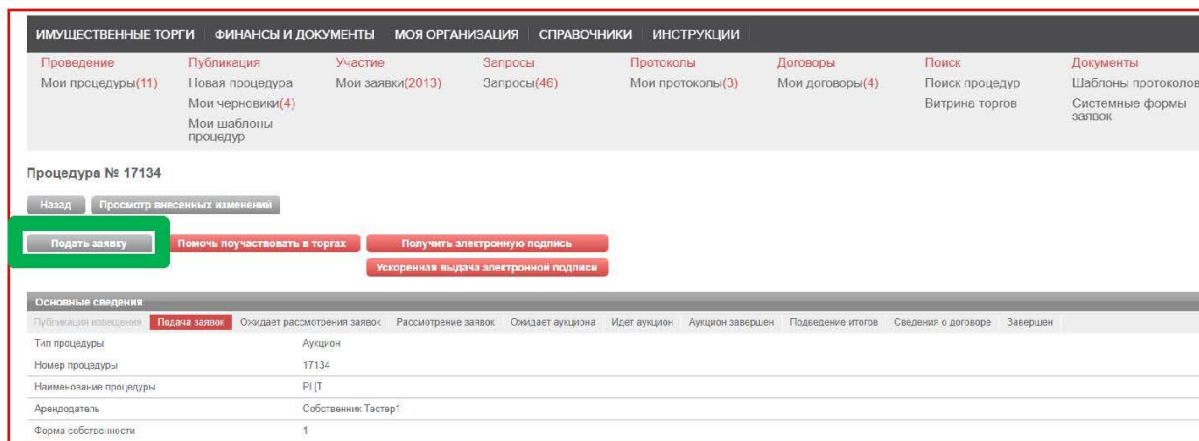 ИМУЩЕСТВЕННЫЕ ТОРГИ ФИНАНСЫ И ДОКУМЕНТЫ МОЯ ОРГАНИЗАЦИЯ СПРАВОЧНИКИ ИНСТРУКЦИИ
Проведение Публикация Участие Запросы Протоколы Договоры Поиск Документы
Мои процедуры(11) Новая процедура Мои заявки(2013) Запросы(46) Мои протоколы(3) Мои договоры(4) Поиск процедур Шаблоны протоколов
Мои черновики(4) Витрина торгов Системные формы заявок
Мои шаблоны процедур
Процедура № 17134
Назад Просмотр внесенных изменений
Подать заявку Помочь поучаствовать в торгах Получить электронную подпись
Ускоренная выдача электронной подписи
Основные сведения
Публикация извещения Подача заявок Ожидает рассмотрения заявок Рассмотрение заявок Ожидает аукциона Идет аукцион Аукцион завершен Подведение итогов Сведения о договоре Завершен
Тип процедуры Аукцион
Номер процедуры 17134
Наименование процедуры
Арендодатель Собственник Тестер1
Форма собственности 1